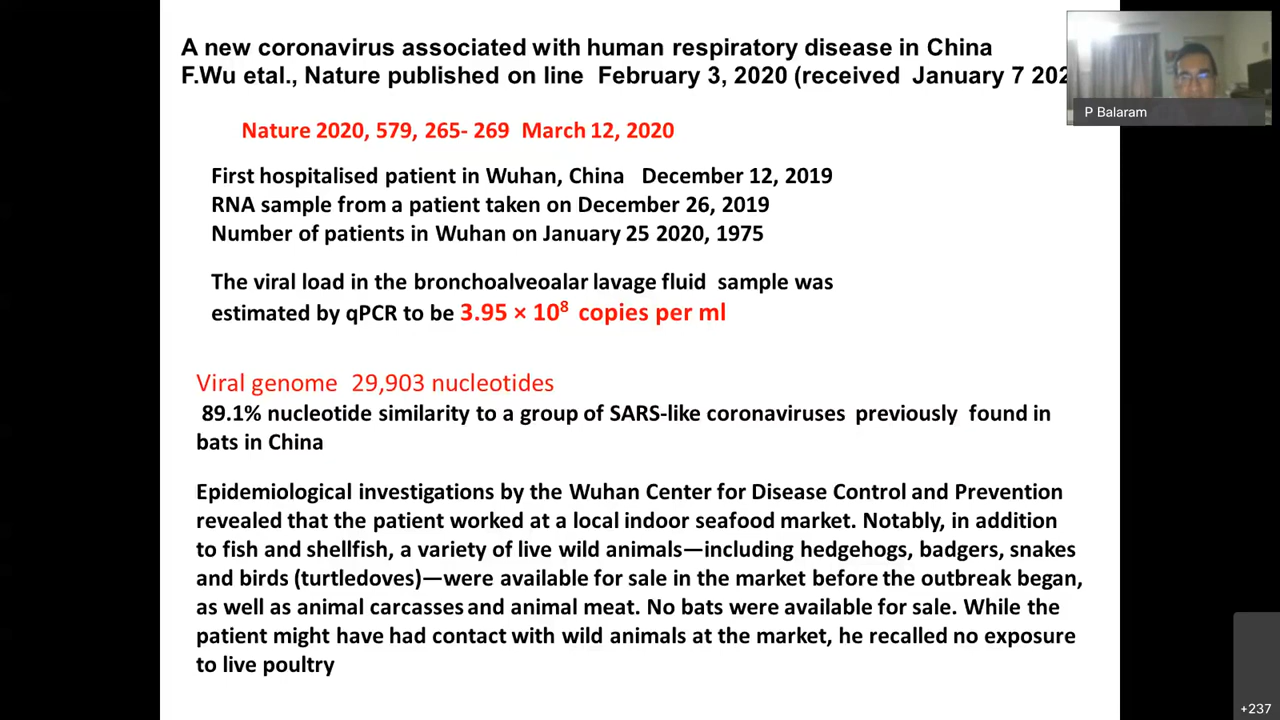 A new coronavirus associated with human respiratory disease in China
F.Wu etal., Nature published on line February 3, 2020 (received January 7 202
P Balaram
Nature 2020, 579, 265- 269 March 12, 2020
First hospitalised patient in Wuhan, China December 12, 2019
RNA sample from a patient taken on December 26, 2019
Number of patients in Wuhan on January 25 2020, 1975
The viral load in the bronchoalveoalar lavage fluid sample was
estimated by qPCR to be 3.95 × 10⁸ copies per ml
Viral genome 29,903 nucleotides
89.1% nucleotide similarity to a group of SARS-like coronaviruses previously found in
bats in China
Epidemiological investigations by the Wuhan Center for Disease Control and Prevention
revealed that the patient worked at a local indoor seafood market. Notably, in addition
to fish and shellfish, a variety of live wild animals—including hedgehogs, badgers, snakes
and birds (turtledoves)—were available for sale in the market before the outbreak began,
as well as animal carcasses and animal meat. No bats were available for sale. While the
patient might have had contact with wild animals at the market, he recalled no exposure
to live poultry
+237